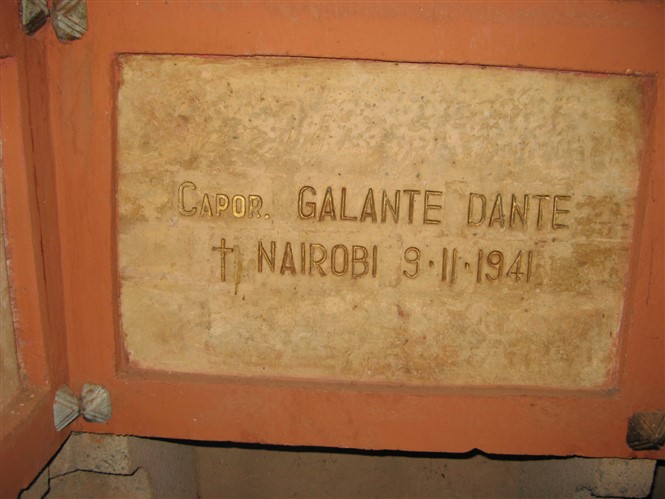 Capor. GALANTE DANTE
† NAIROBI 9·11·1941